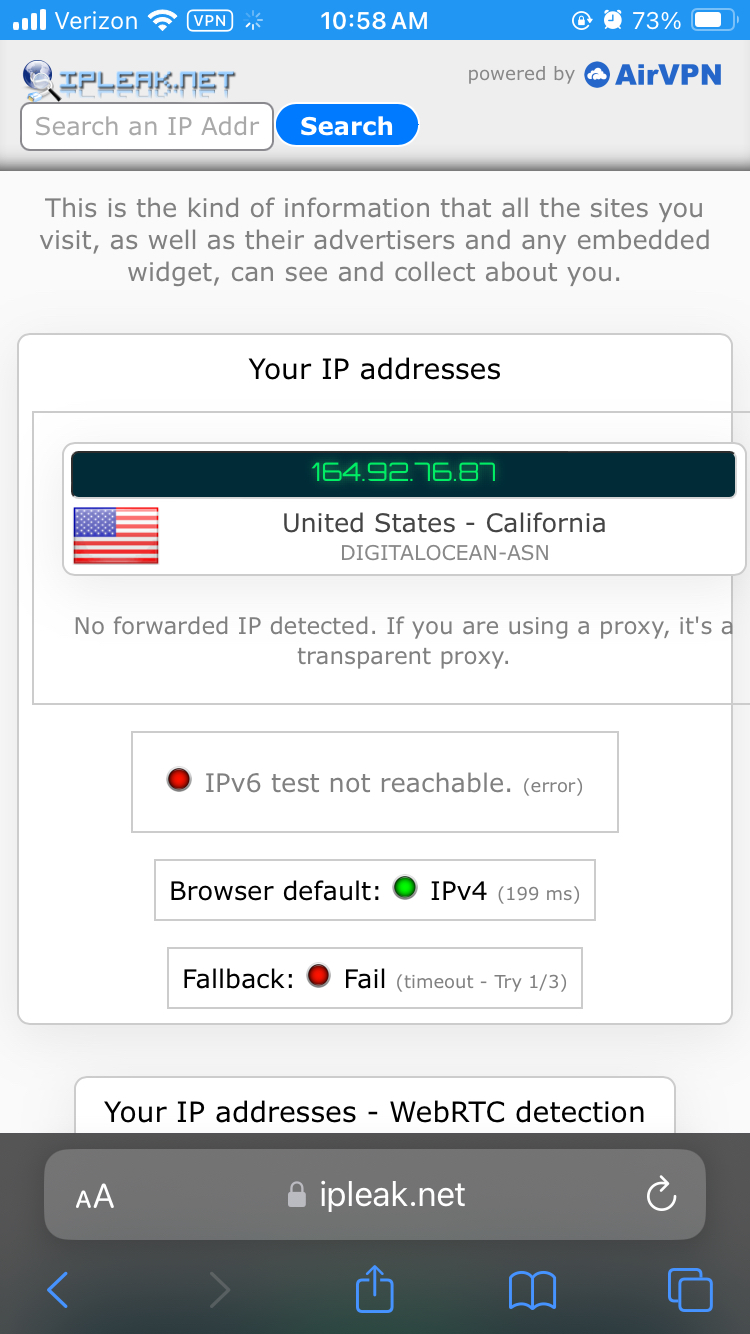 Verizon VPN 10:58 AM 73%
IPLEAK.NET powered by AirVPN
Search an IP Addr Search
This is the kind of information that all the sites you
visit, as well as their advertisers and any embedded
widget, can see and collect about you.
Your IP addresses
164.92.76.87
United States - California
DIGITALOCEAN-ASN
No forwarded IP detected. If you are using a proxy, it's a
transparent proxy.
IPv6 test not reachable. (error)
Browser default: IPv4 (199 ms)
Fallback: Fail (timeout - Try 1/3)
Your IP addresses - WebRTC detection
AA ipleak.net